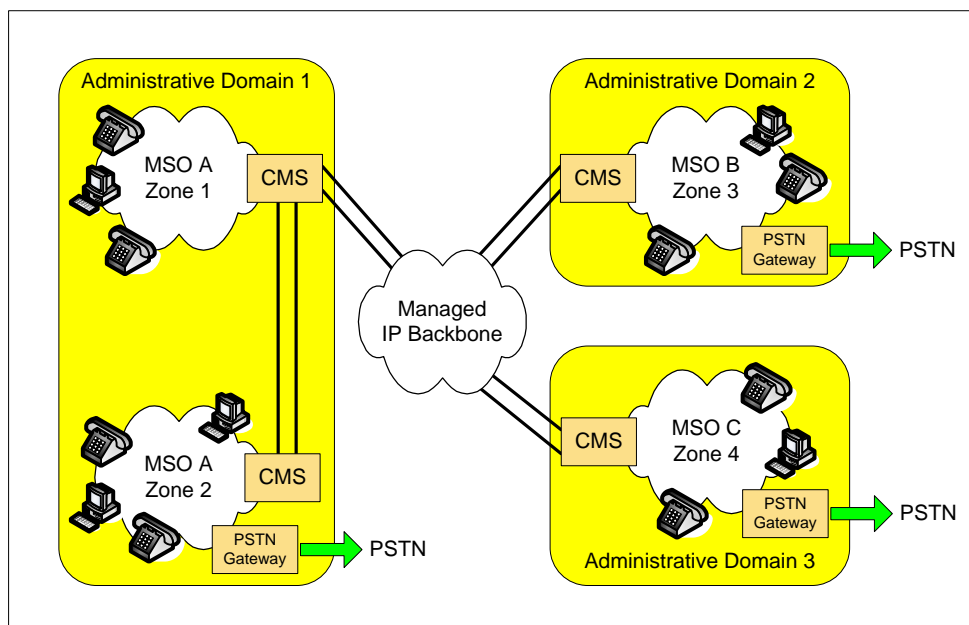 Administrative Domain 1
MSO A
Zone 1
CMS
MSO A
Zone 2
CMS
PSTN
Gateway
PSTN
Managed
IP Backbone
Administrative Domain 2
CMS
MSO B
Zone 3
PSTN
Gateway
PSTN
CMS
MSO C
Zone 4
PSTN
Gateway
PSTN
Administrative Domain 3